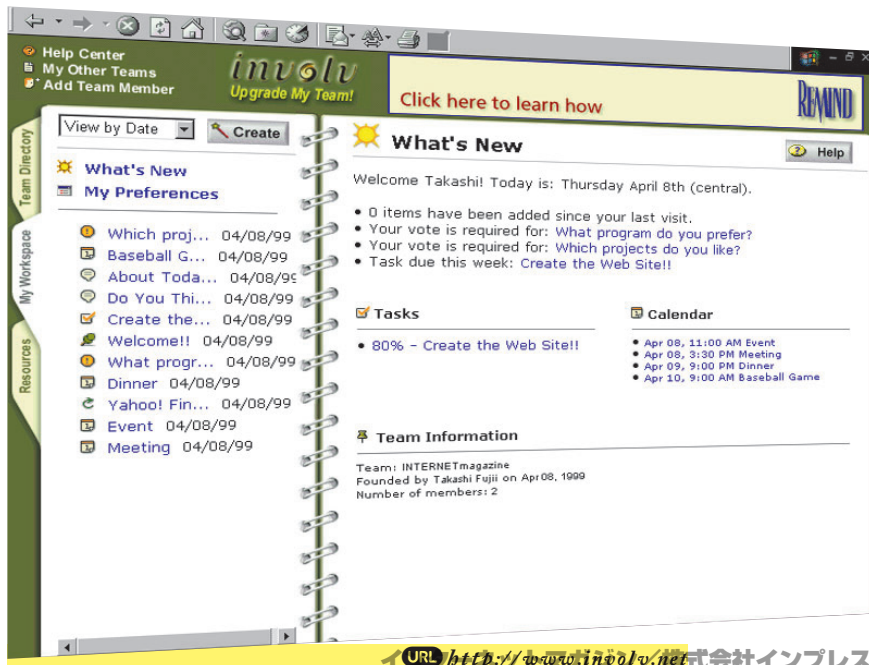 Help Center
My Other Teams
Add Team Member
involv
Upgrade My Team!
Click here to learn how
REMIND
Team Directory
My Workspace
Resources
View by Date
Create
What's New
My Preferences
Which proj... 04/08/99
Baseball G... 04/08/99
About Toda... 04/08/99
Do You Thi... 04/08/99
Create the... 04/08/99
Welcome!! 04/08/99
What progr... 04/08/99
Dinner 04/08/99
Yahoo! Fin... 04/08/99
Event 04/08/99
Meeting 04/08/99
What's New
Help
Welcome Takashi! Today is: Thursday April 8th (central).
• 0 items have been added since your last visit.
• Your vote is required for: What program do you prefer?
• Your vote is required for: Which projects do you like?
• Task due this week: Create the Web Site!!
Tasks
• 80% - Create the Web Site!!
Calendar
• Apr 08, 11:00 AM Event
• Apr 08, 3:30 PM Meeting
• Apr 09, 9:00 PM Dinner
• Apr 10, 9:00 AM Baseball Game
Team Information
Team: INTERNETmagazine
Founded by Takashi Fujii on Apr 08, 1999
Number of members: 2
URL http://www.involv.net
株式会社インプレス